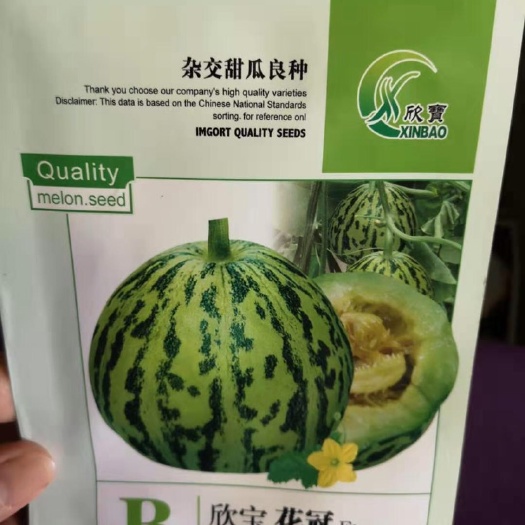 杂交甜瓜良种
Thank you choose our company's high quality varieties
Disclaimer: This data is based on the Chinese National Standards
sorting. for reference onl
IMGORT QUALITY SEEDS
欣寶
XINBAO
Quality
melon.seed
R
欣宝 花冠